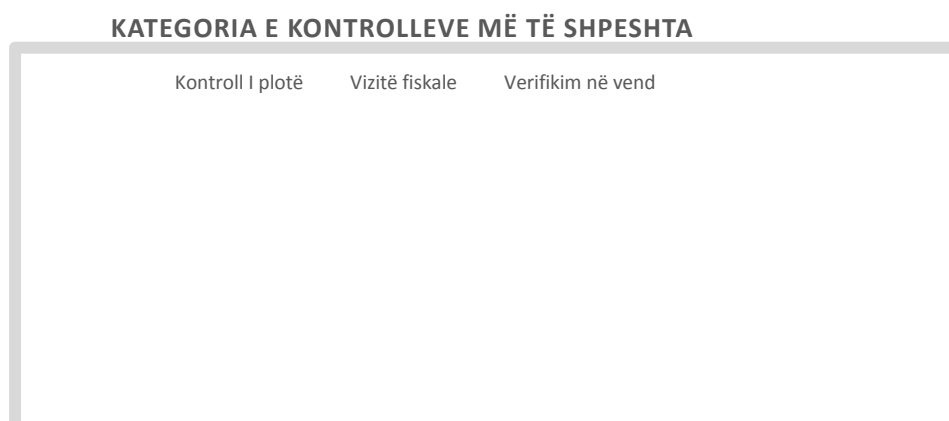 KATEGORIA E KONTROLLEVE MË TË SHPESHTA
Kontroll I plotë Vizitë fiskale Verifikim në vend